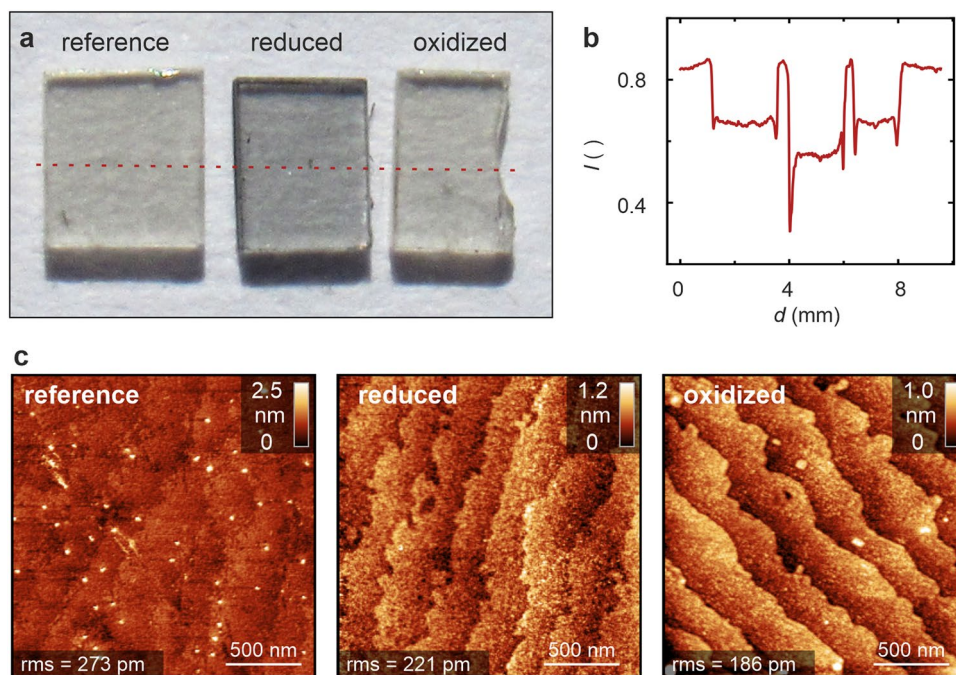 a
reference reduced oxidized
b
I ( )
0.8
0.4
0 4 8
d (mm)
c
reference
2.5
nm
0
rms = 273 pm
500 nm
reduced
1.2
nm
0
rms = 221 pm
500 nm
oxidized
1.0
nm
0
rms = 186 pm
500 nm